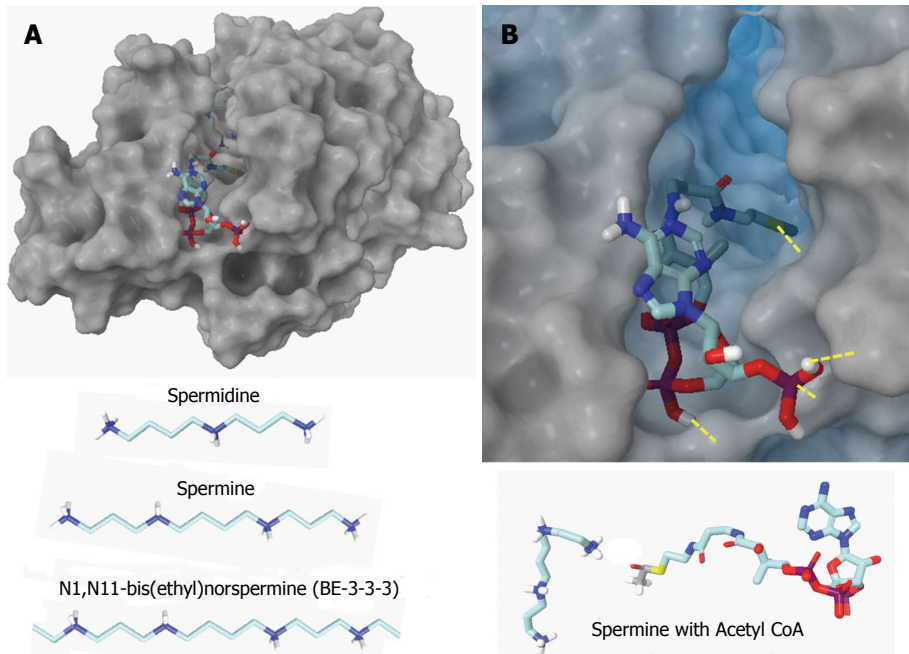 A
B
Spermidine
Spermine
N1,N11-bis(ethyl)norspermine (BE-3-3-3)
Spermine with Acetyl CoA